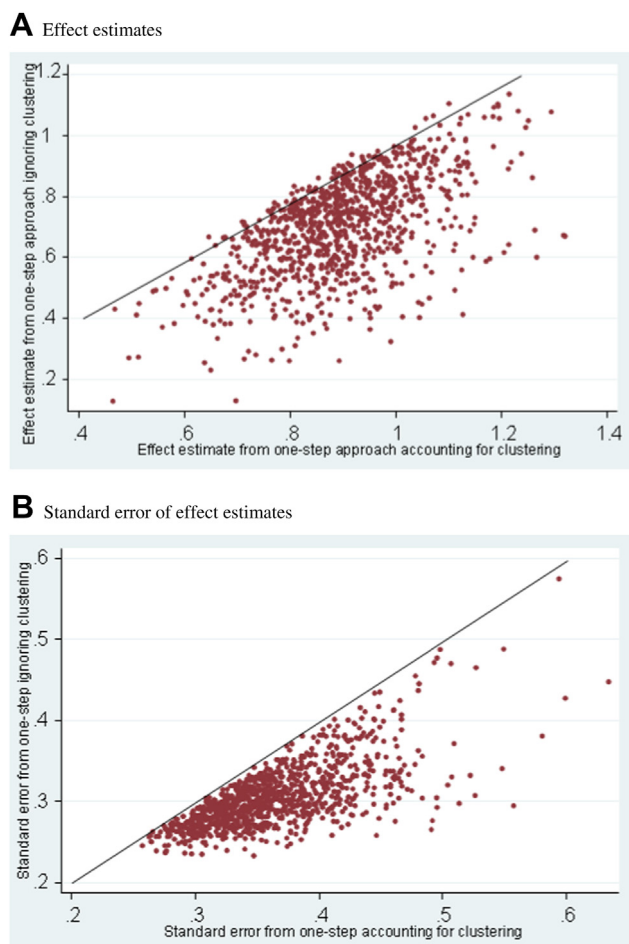 A Effect estimates
Effect estimate from one-step approach ignoring clustering
1.2
1
.8
.6
.4
.2
.4 .6 .8 1 1.2 1.4
Effect estimate from one-step approach accounting for clustering
B Standard error of effect estimates
Standard error from one-step ignoring clustering
.6
.5
.4
.3
.2
.2 .3 .4 .5 .6
Standard error from one-step accounting for clustering